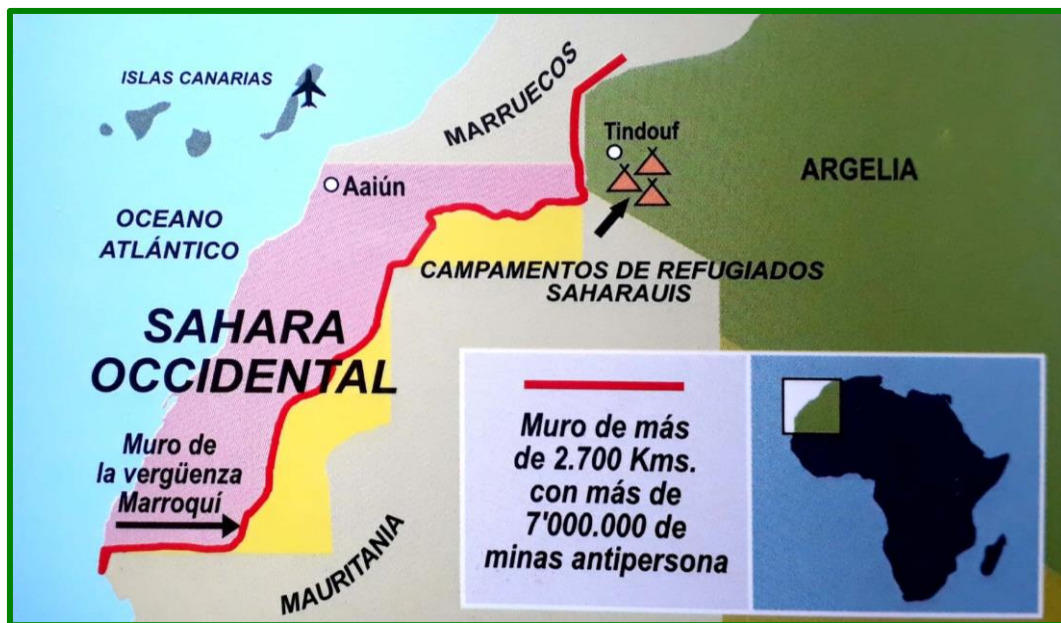 ISLAS CANARIAS
MARRUECOS
Tindouf
ARGELIA
Aaiún
OCEANO
ATLÁNTICO
CAMPAMENTOS DE REFUGIADOS
SAHARAUIS
SAHARA
OCCIDENTAL
Muro de
la vergüenza
Marroquí
MAURITANIA
Muro de más
de 2.700 Kms.
con más de
7'000.000 de
minas antipersona